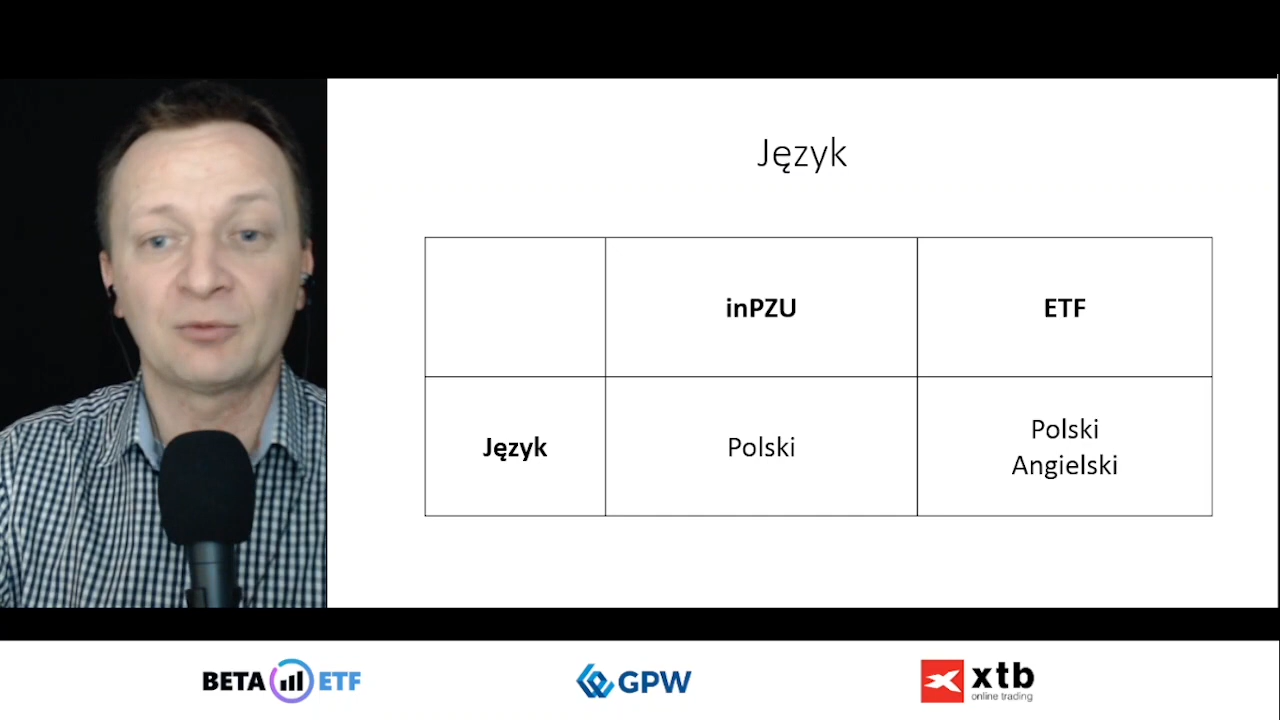 Język
inPZU
ETF
Język
Polski
Polski
Angielski
BETA ETF
GPW
xtb
online trading